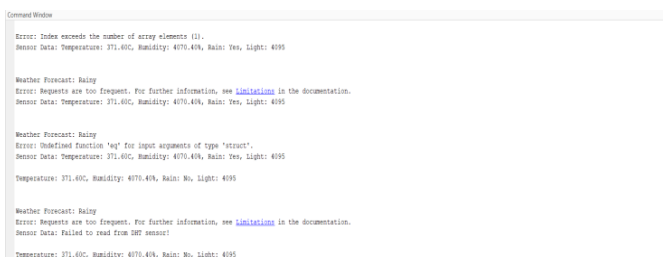 Command Window
Error: Index exceeds the number of array elements (1).
Sensor Data: Temperature: 371.60C, Humidity: 4070.40%, Rain: Yes, Light: 4095
Weather Forecast: Rainy
Error: Requests are too frequent. For further information, see Limitations in the documentation.
Sensor Data: Temperature: 371.60C, Humidity: 4070.40%, Rain: Yes, Light: 4095
Weather Forecast: Rainy
Error: Undefined function 'eq' for input arguments of type 'struct'.
Sensor Data: Temperature: 371.60C, Humidity: 4070.40%, Rain: Yes, Light: 4095
Temperature: 371.60C, Humidity: 4070.40%, Rain: No, Light: 4095
Weather Forecast: Rainy
Error: Requests are too frequent. For further information, see Limitations in the documentation.
Sensor Data: Failed to read from DHT sensor!
Temperature: 371.60C, Humidity: 4070.40%, Rain: No, Light: 4095